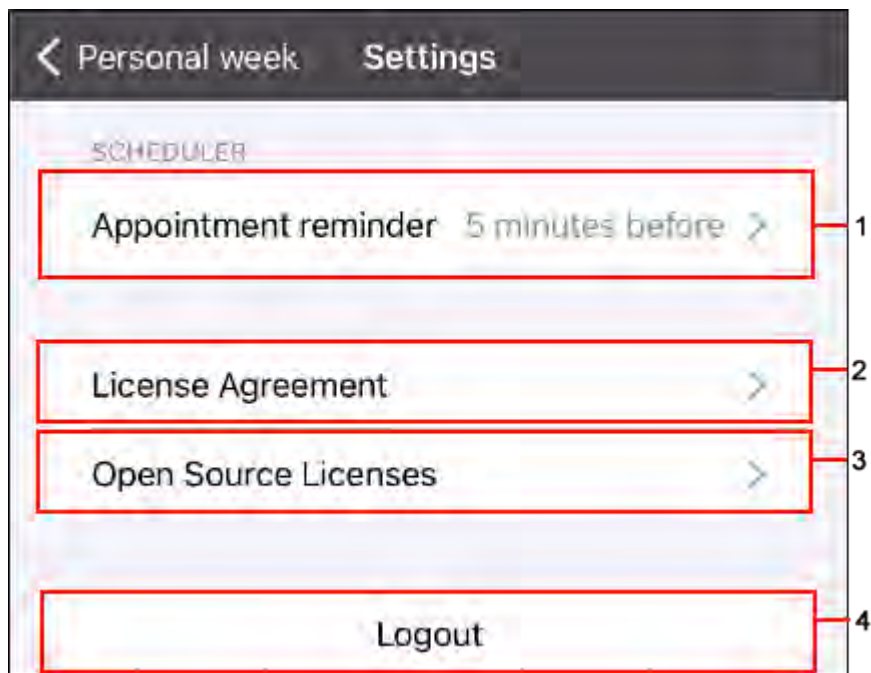 Personal week Settings
SCHEDULER
Appointment reminder 5 minutes before 1
License Agreement 2
Open Source Licenses 3
Logout 4